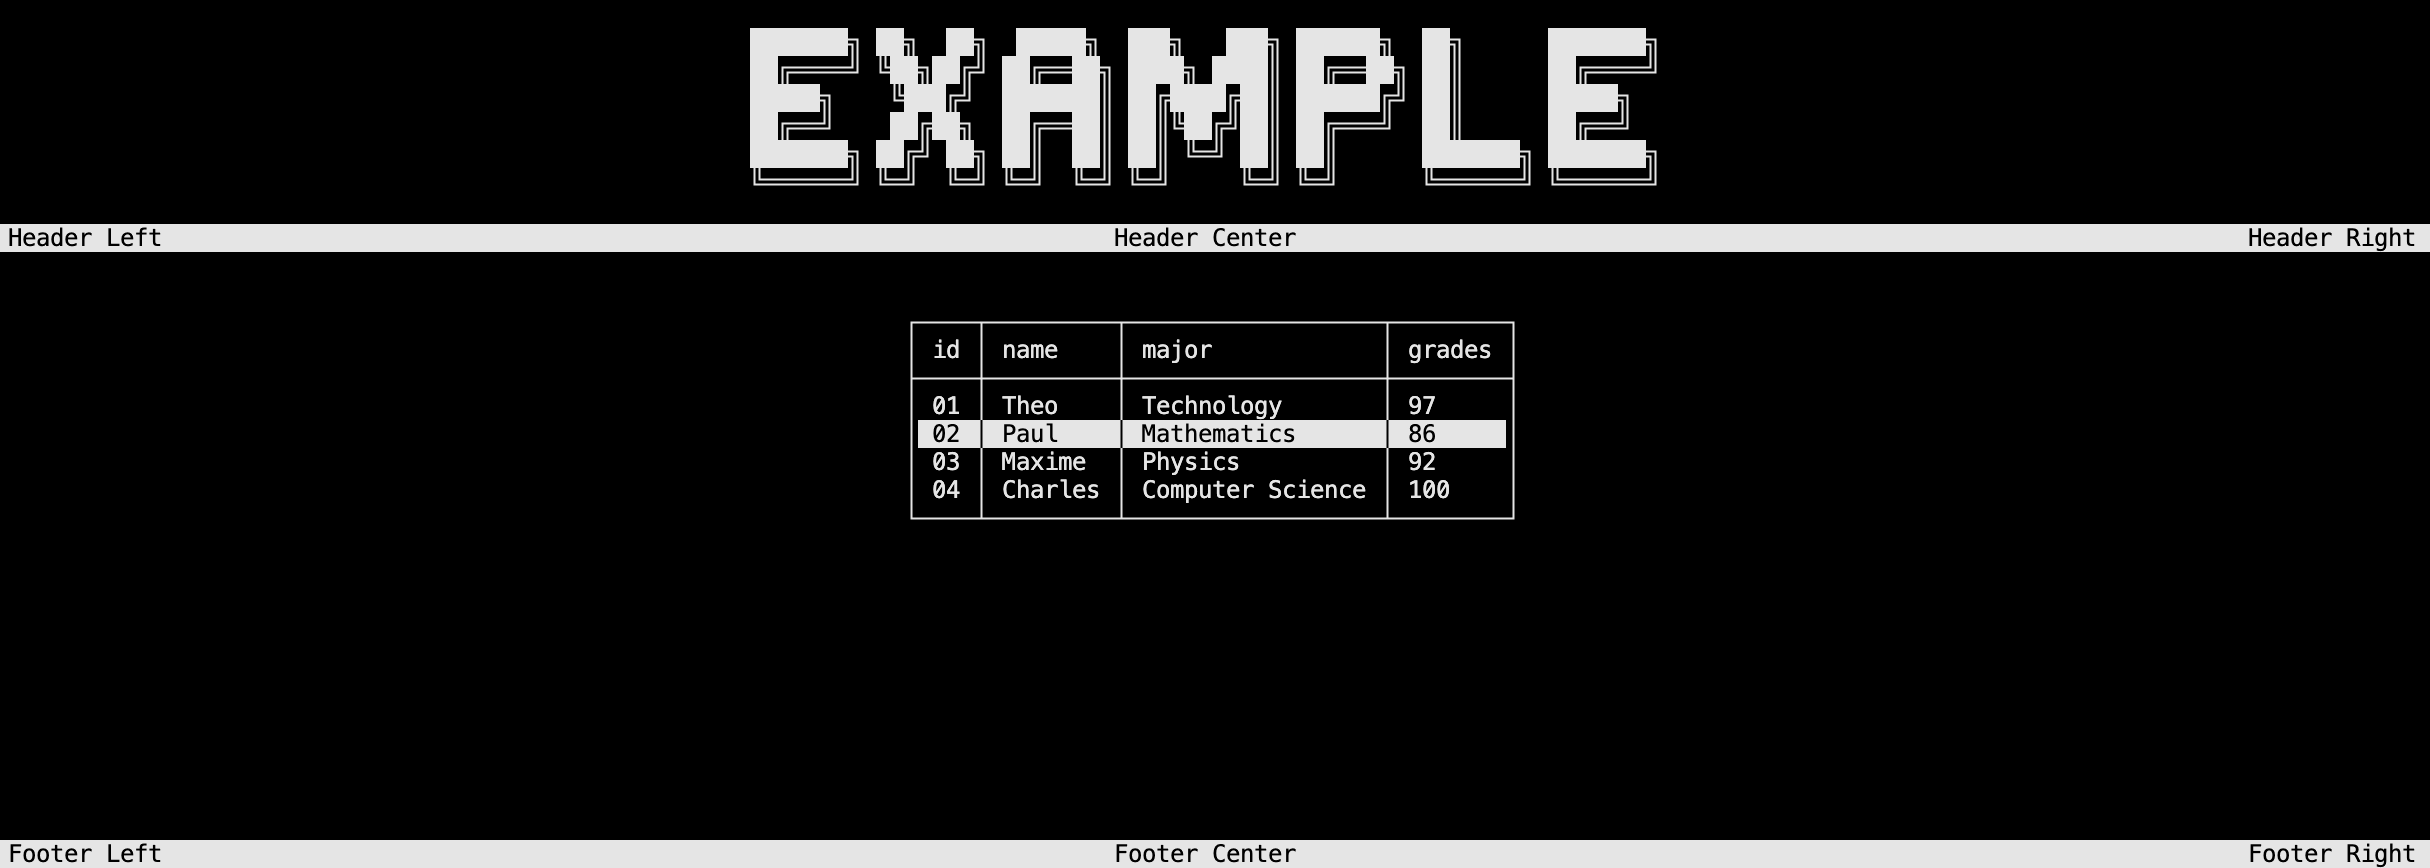 EXAMPLE
Header Left Header Center Header Right
id name major grades
01 Theo Technology 97
02 Paul Mathematics 86
03 Maxime Physics 92
04 Charles Computer Science 100
Footer Left Footer Center Footer Right